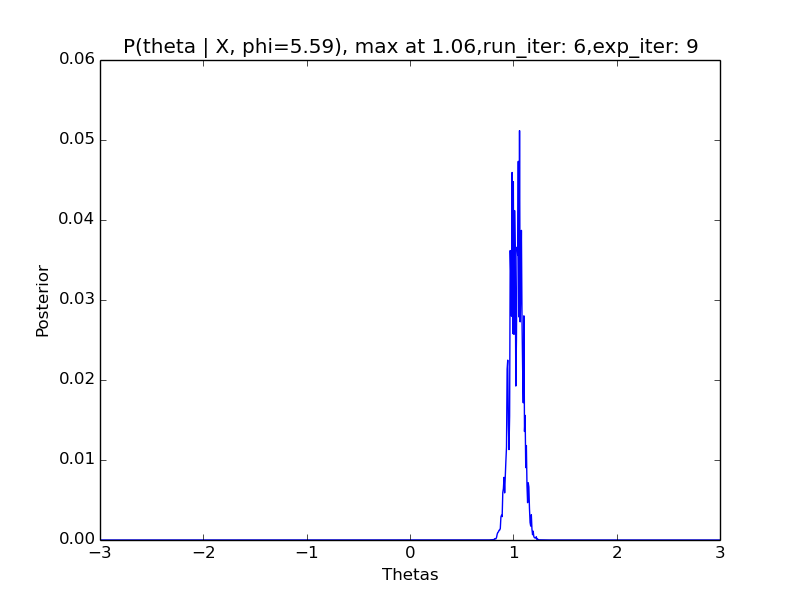 P(theta | X, phi=5.59), max at 1.06,run_iter: 6,exp_iter: 9
0.06
0.05
0.04
0.03
0.02
0.01
0.00
Posterior
−3 −2 −1 0 1 2 3
Thetas